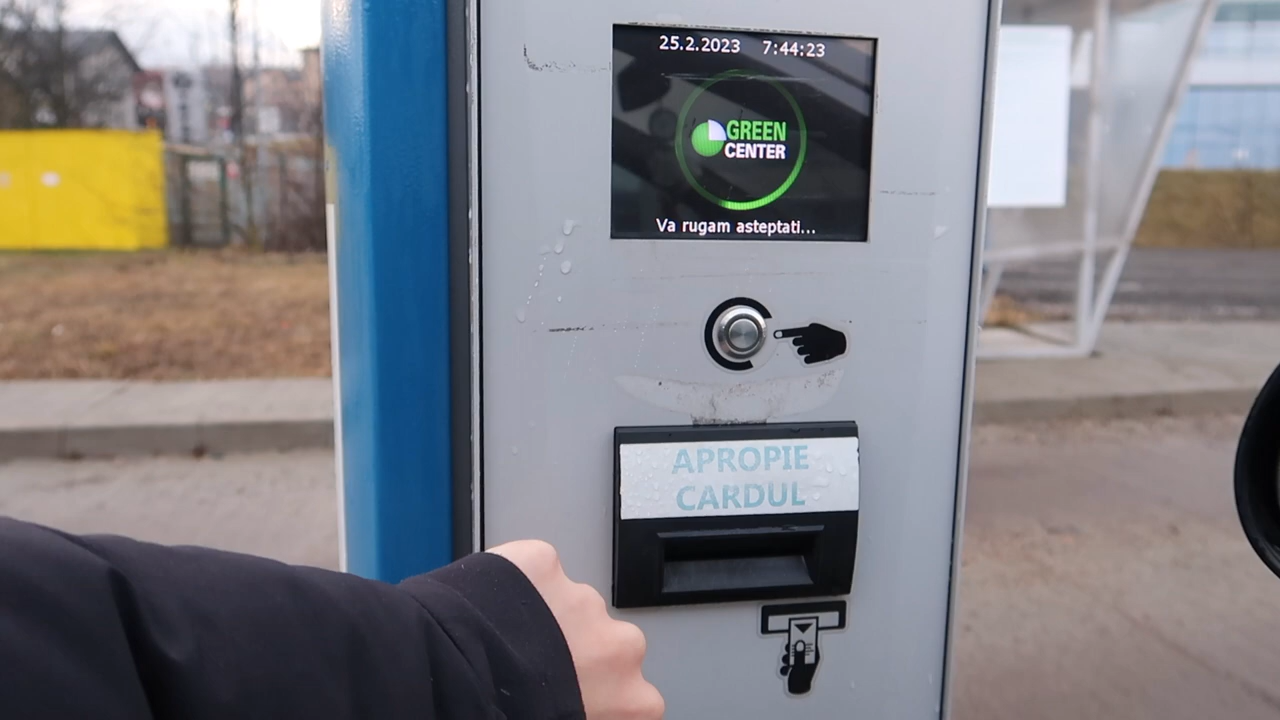 25.2.2023 7:44:23
GREEN
CENTER
Va rugam asteptati...
APROPIE
CARDUL